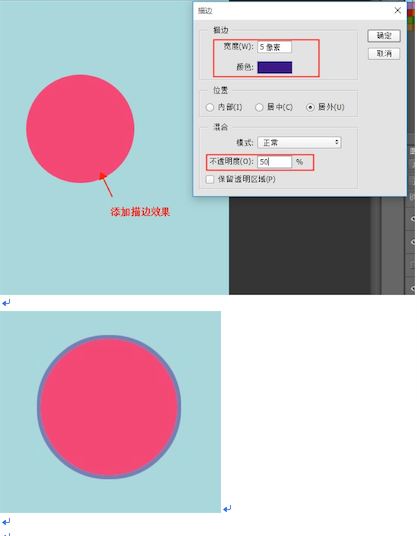 描边
描边
确定
宽度(W): 5 像素
取消
颜色:
位置
内部(I) 居中(C) 居外(U)
混合
模式: 正常
不透明度(O): 50 %
保留透明区域(P)
添加描边效果